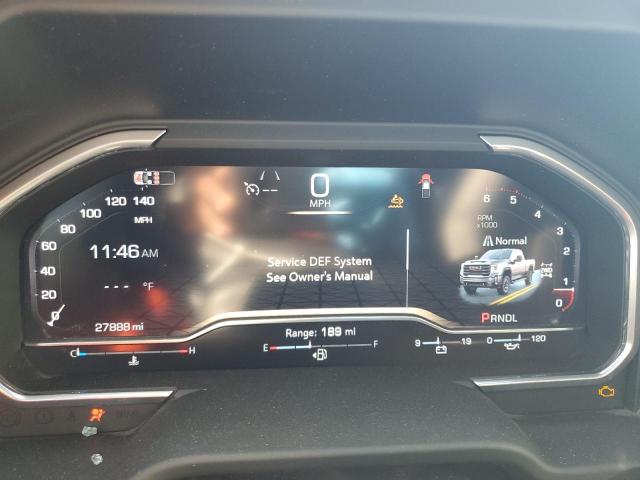 0
MPH
120 140
100
MPH
80
60
40
20
0
11:46 AM
--- °F
27888 mi
Service DEF System
See Owner's Manual
6 5 4
3
2
1
0
RPM
x1000
Normal
PRNDL
C H
Range: 189 mi
E F
9 19
0 120